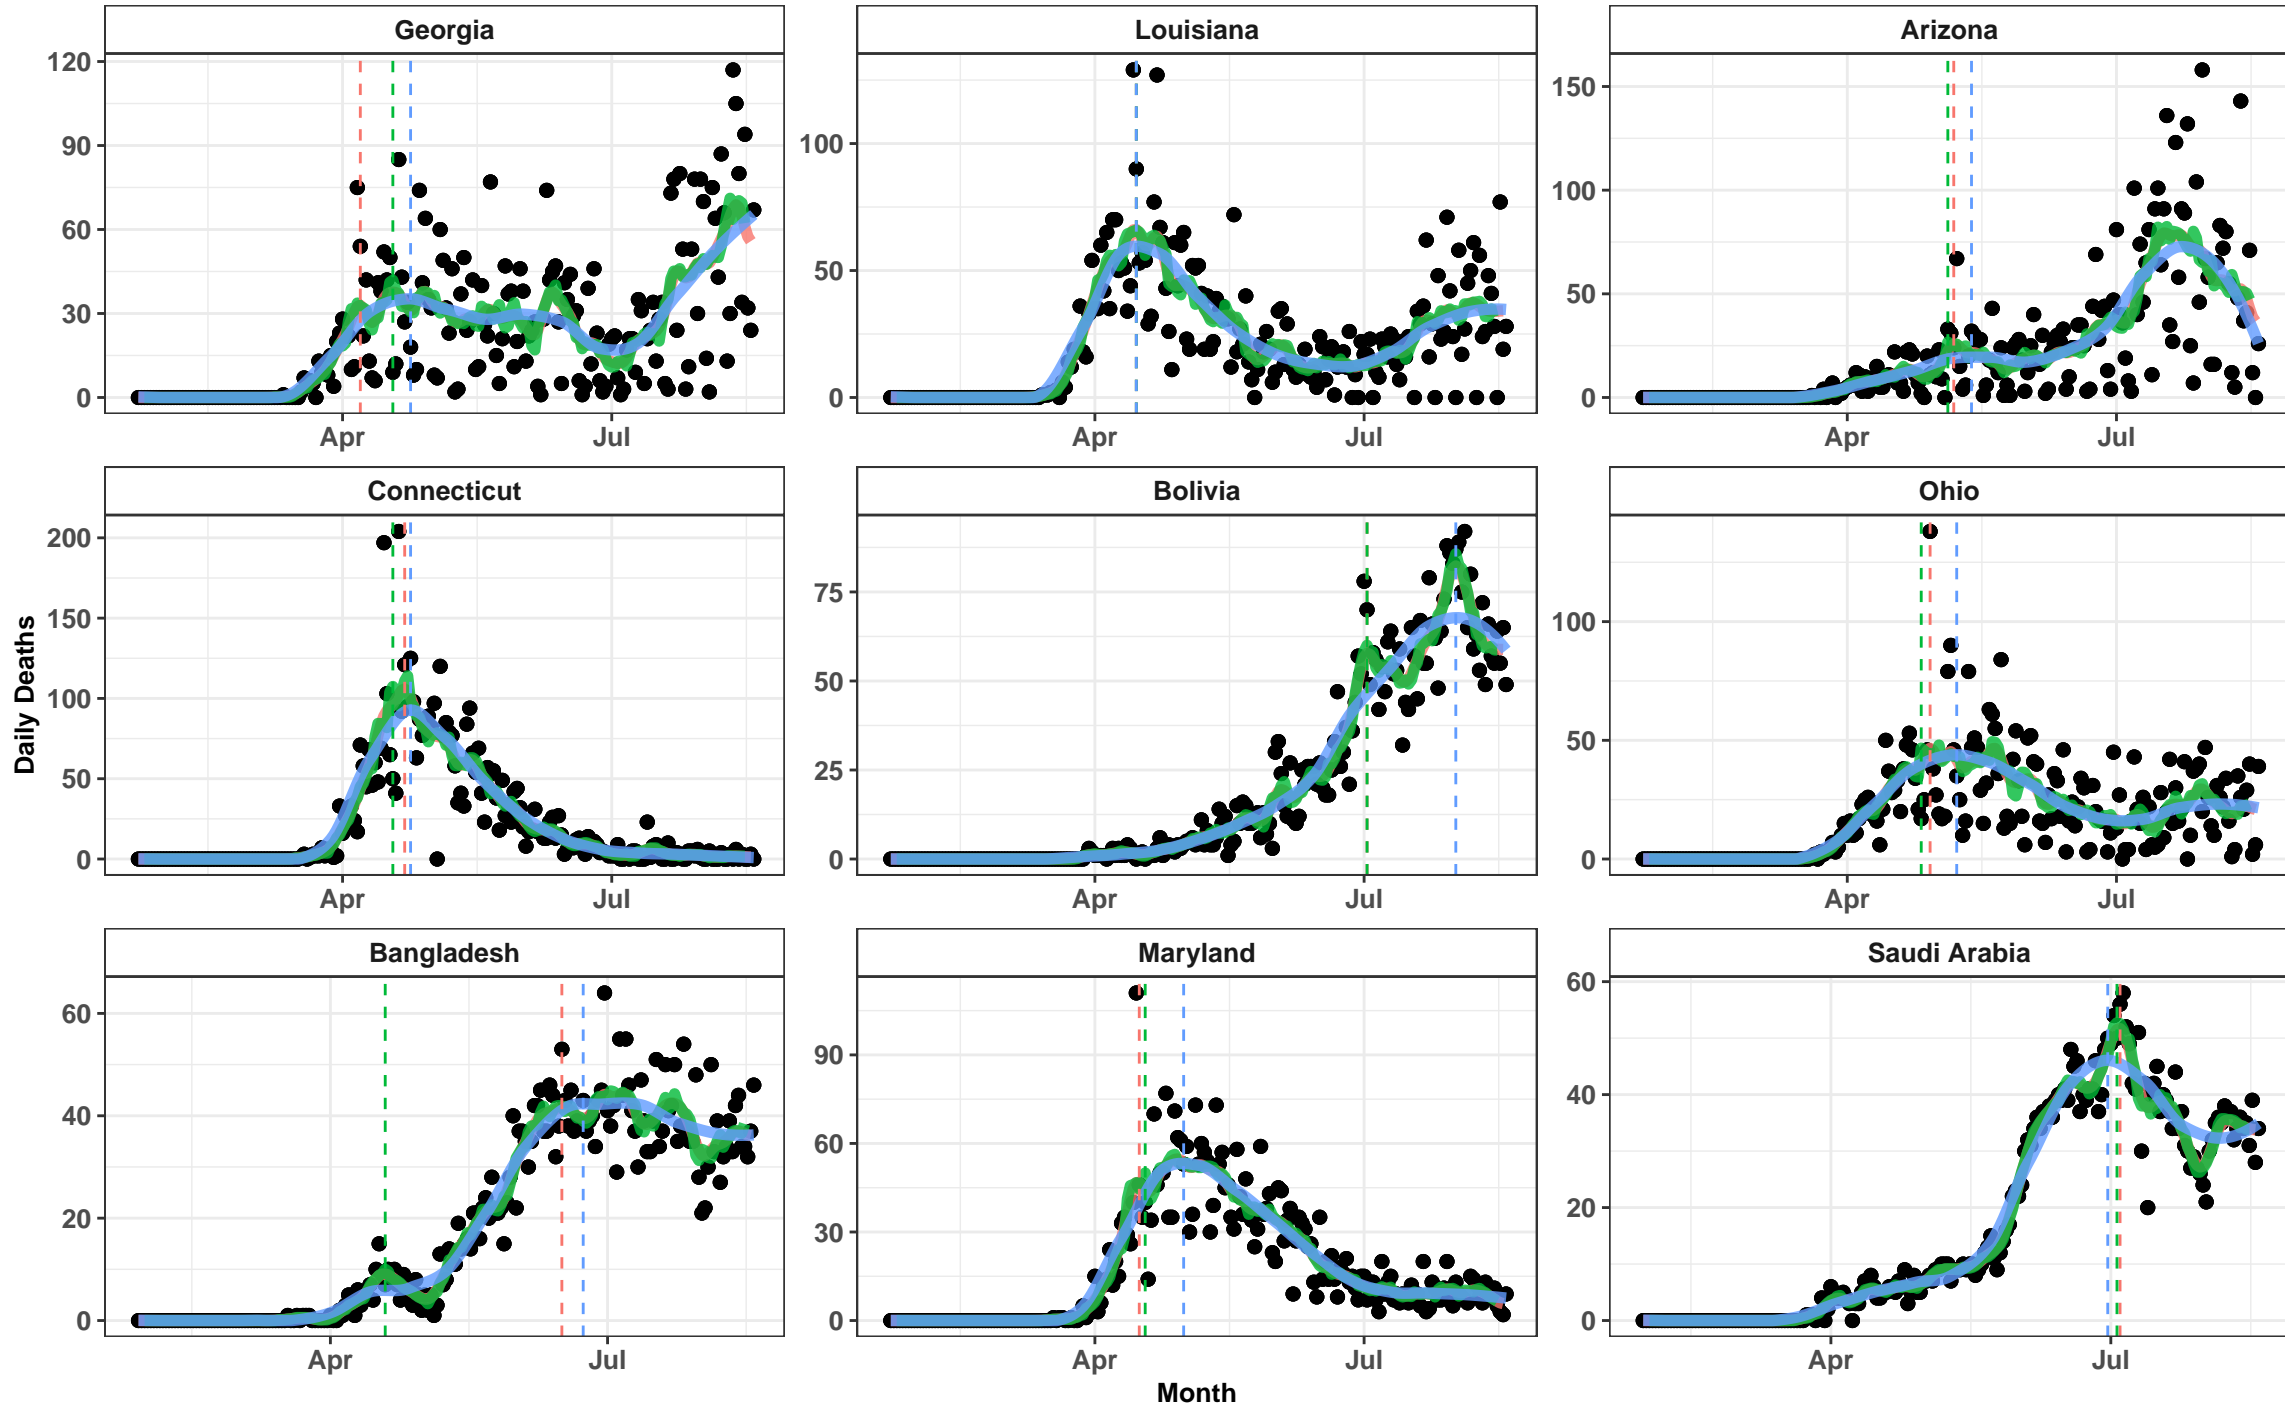 Georgia
Louisiana
Arizona
120
90
60
30
0
Apr
Jul
100
50
0
Apr
Jul
150
100
50
0
Apr
Jul
Connecticut
Bolivia
Ohio
Daily Deaths
200
150
100
50
0
Apr
Jul
75
50
25
0
Apr
Jul
100
50
0
Apr
Jul
Bangladesh
Maryland
Saudi Arabia
60
40
20
0
Apr
Jul
90
60
30
0
Apr
Jul
60
40
20
0
Apr
Jul
Month